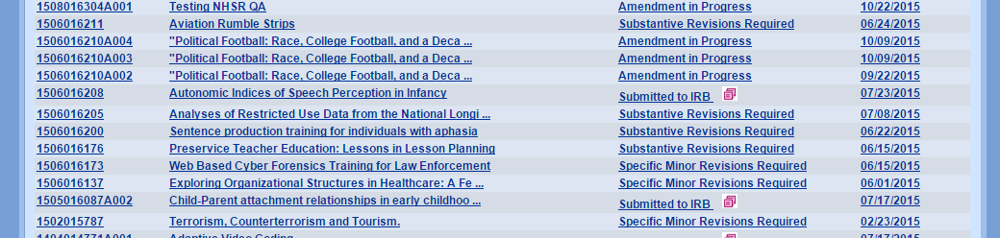 1508016304A001 Testing NHSR QA Amendment in Progress 10/22/2015
1506016211 Aviation Rumble Strips Substantive Revisions Required 06/24/2015
1506016210A004 "Political Football: Race, College Football, and a Deca ... Amendment in Progress 10/09/2015
1506016210A003 "Political Football: Race, College Football, and a Deca ... Amendment in Progress 10/09/2015
1506016210A002 "Political Football: Race, College Football, and a Deca ... Amendment in Progress 09/22/2015
1506016208 Autonomic Indices of Speech Perception in Infancy Submitted to IRB 07/23/2015
1506016205 Analyses of Restricted Use Data from the National Longi ... Substantive Revisions Required 07/08/2015
1506016200 Sentence production training for individuals with aphasia Substantive Revisions Required 06/22/2015
1506016176 Preservice Teacher Education: Lessons in Lesson Planning Substantive Revisions Required 06/15/2015
1506016173 Web Based Cyber Forensics Training for Law Enforcement Specific Minor Revisions Required 06/15/2015
1506016137 Exploring Organizational Structures in Healthcare: A Fe ... Specific Minor Revisions Required 06/01/2015
1505016087A002 Child-Parent attachment relationships in early childhoo ... Submitted to IRB 07/17/2015
1502015787 Terrorism, Counterterrorism and Tourism. Specific Minor Revisions Required 02/23/2015
1404014771A001 Adaptive Video Coding 07/17/2015